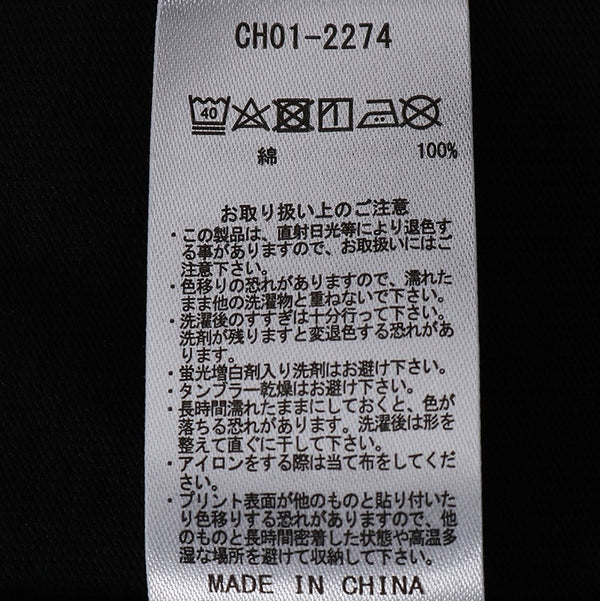 CH01-2274
40
綿 100%
お取り扱い上のご注意
・この製品は、直射日光等により退色す
る事がありますので、お取扱いにはご
注意下さい。
・色移りの恐れがありますので、濡れた
まま他の洗濯物と重ねないで下さい。
・洗濯後のすすぎは十分行って下さい。
洗剤が残りますと変退色する恐れがあ
ります。
・蛍光増白剤入り洗剤はお避け下さい。
・タンブラー乾燥はお避け下さい。
・長時間濡れたままにしておくと、色が
落ちる恐れがあります。洗濯後は形を
整えて直ぐに干して下さい。
・アイロンをする際は当て布をしてくだ
さい。
・プリント表面が他のものと貼り付いた
り色移りする恐れがありますので、他
のものと長時間密着した状態や高温多
湿な場所を避けて収納して下さい。
MADE IN CHINA